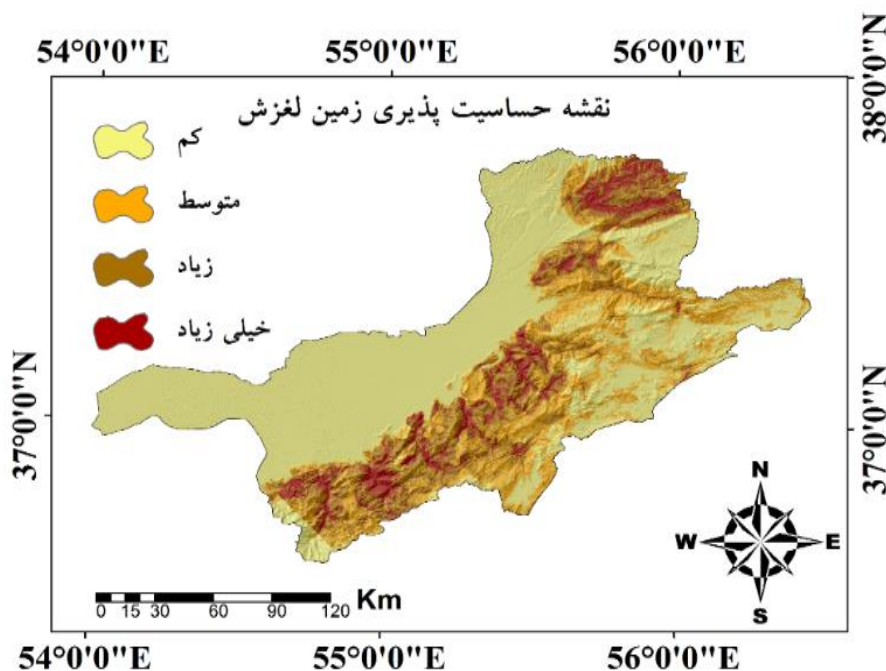 54°0'0"E 55°0'0"E 56°0'0"E
38°0'0"N
نقشه حساسیت پذیری زمین لغزش
کم
متوسط
زیاد
خیلی زیاد
37°0'0"N 37°0'0"N
N
W E
S
0 15 30 60 90 120 Km
54°0'0"E 55°0'0"E 56°0'0"E